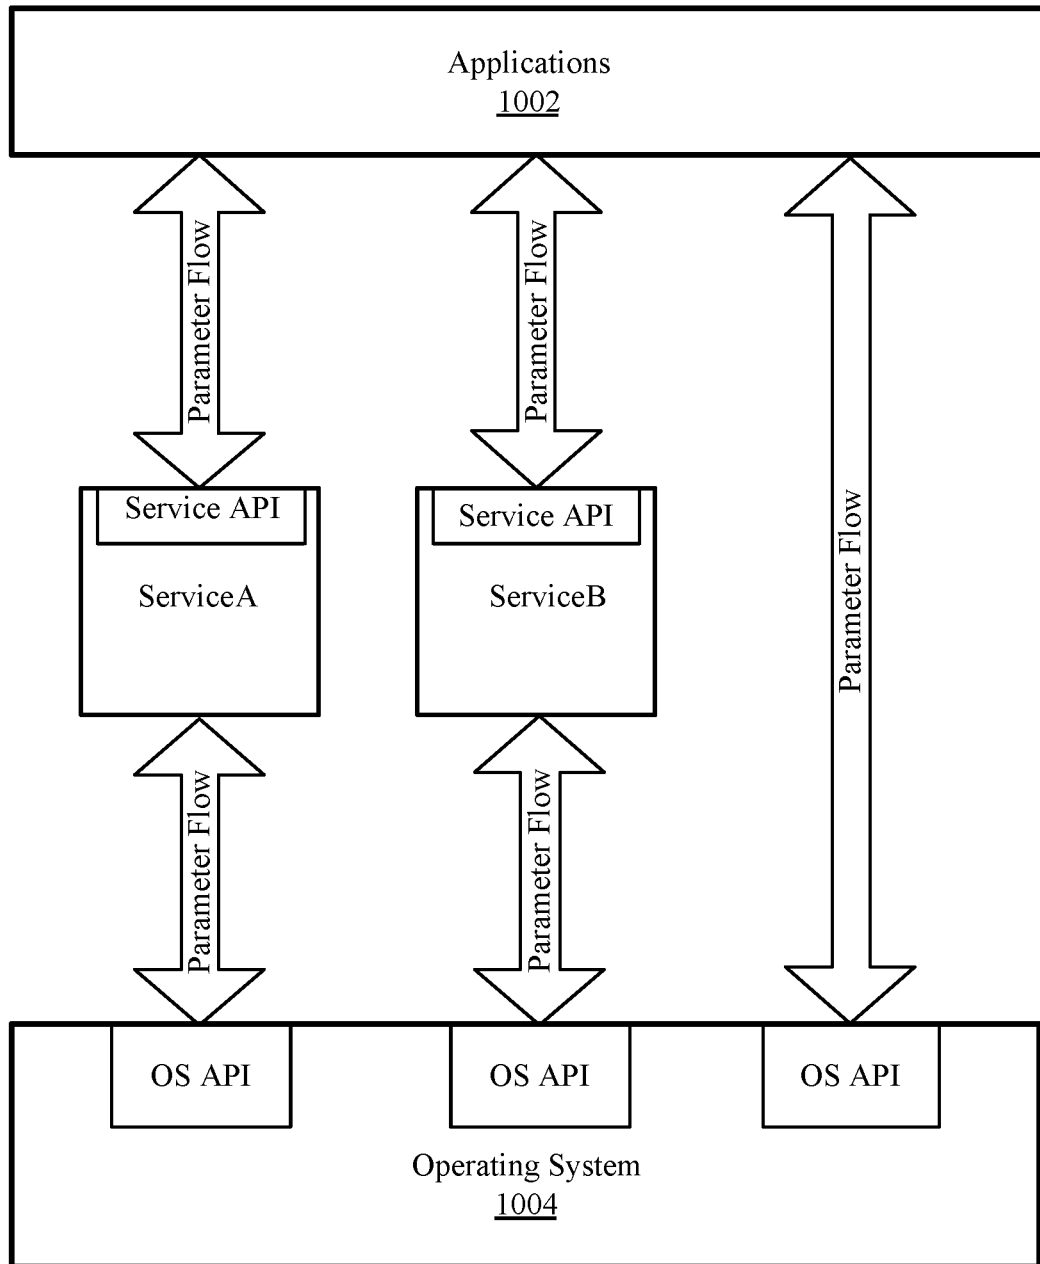 Applications
1002
Parameter Flow
Parameter Flow
Parameter Flow
Service API
ServiceA
Service API
ServiceB
Parameter Flow
Parameter Flow
OS API
OS API
OS API
Operating System
1004